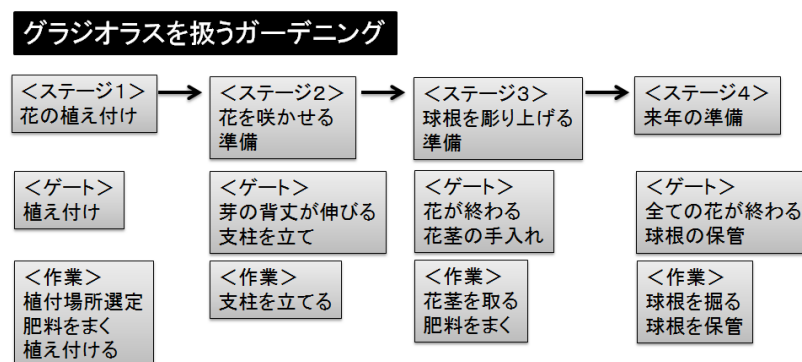 グラジオラスを扱うガーデニング
＜ステージ１＞
花の植え付け
＜ステージ２＞
花を咲かせる
準備
＜ステージ３＞
球根を彫り上げる
準備
＜ステージ４＞
来年の準備
＜ゲート＞
植え付け
＜ゲート＞
芽の背丈が伸びる
支柱を立て
＜ゲート＞
花が終わる
花茎の手入れ
＜ゲート＞
全ての花が終わる
球根の保管
＜作業＞
植付場所選定
肥料をまく
植え付ける
＜作業＞
支柱を立てる
＜作業＞
花茎を取る
肥料をまく
＜作業＞
球根を掘る
球根を保管